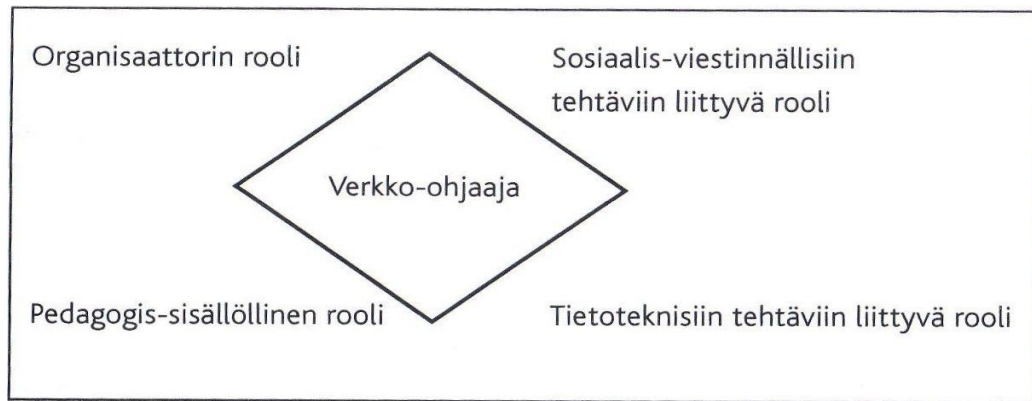 Organisaattorin rooli
Sosiaalis-viestinnällisiin
tehtäviin liittyvä rooli
Verkko-ohjaaja
Pedagogis-sisällöllinen rooli
Tietoteknisiin tehtäviin liittyvä rooli